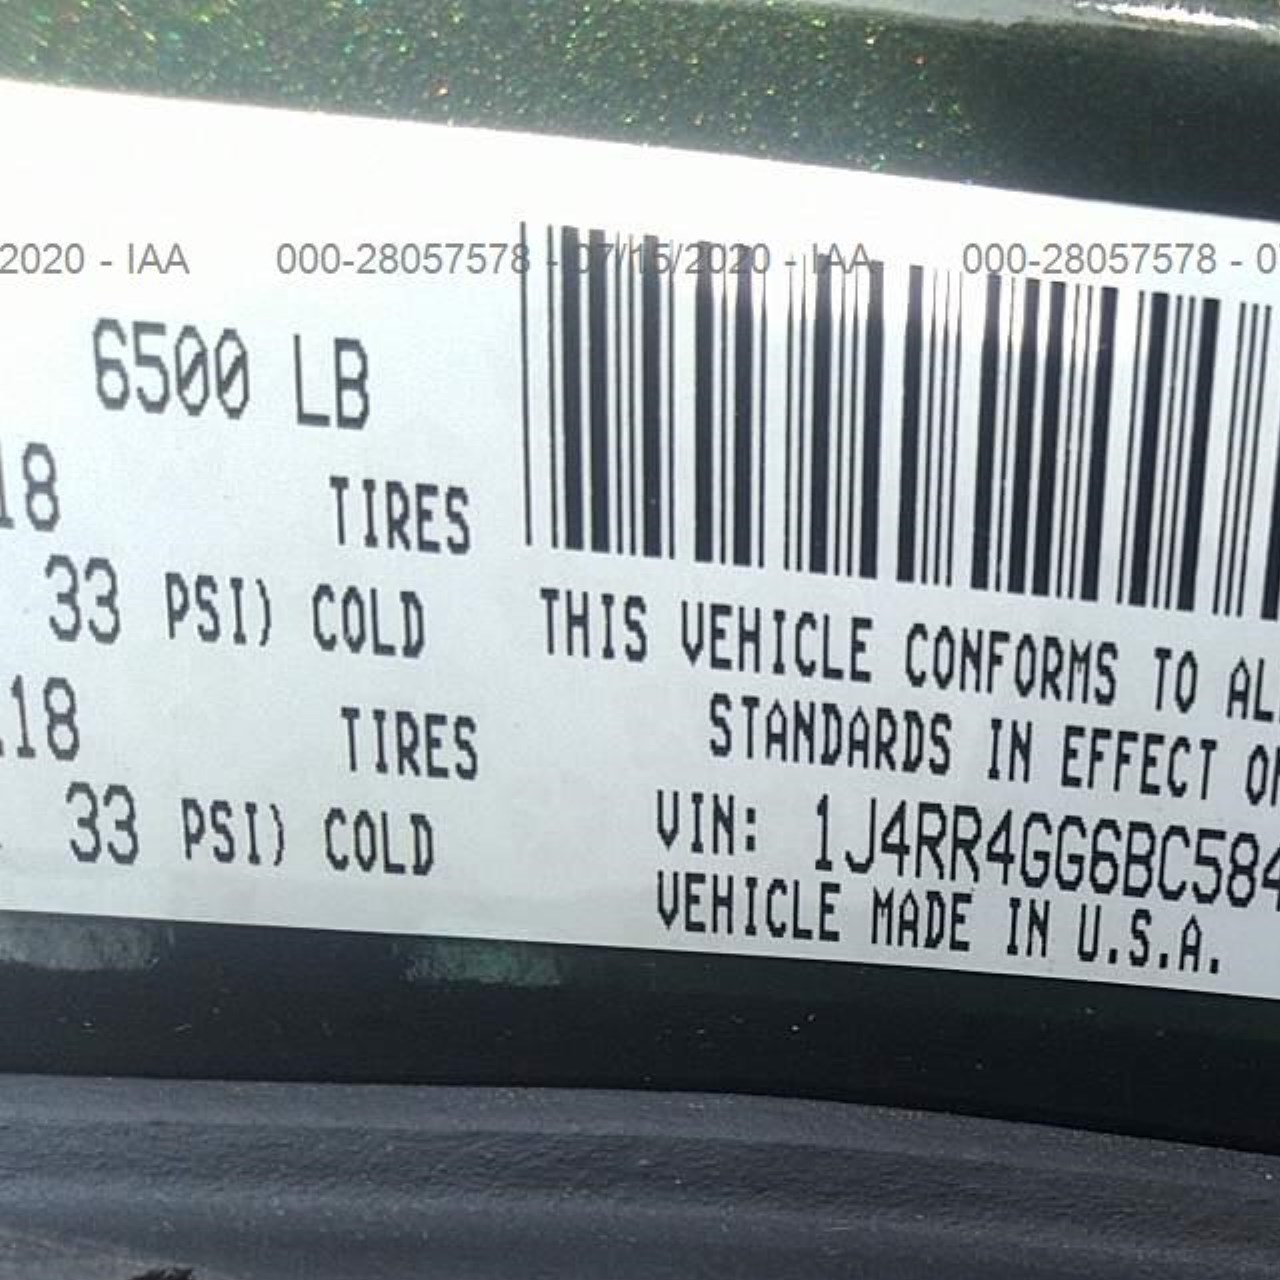 2020 - IAA 000-28057578 - 07/15/2020 - IAA 000-28057578 - 0
6500 LB
18 TIRES
33 PSI) COLD
18 TIRES
33 PSI) COLD
THIS VEHICLE CONFORMS TO AL
STANDARDS IN EFFECT O
VIN: 1J4RR4GG6BC584
VEHICLE MADE IN U.S.A.